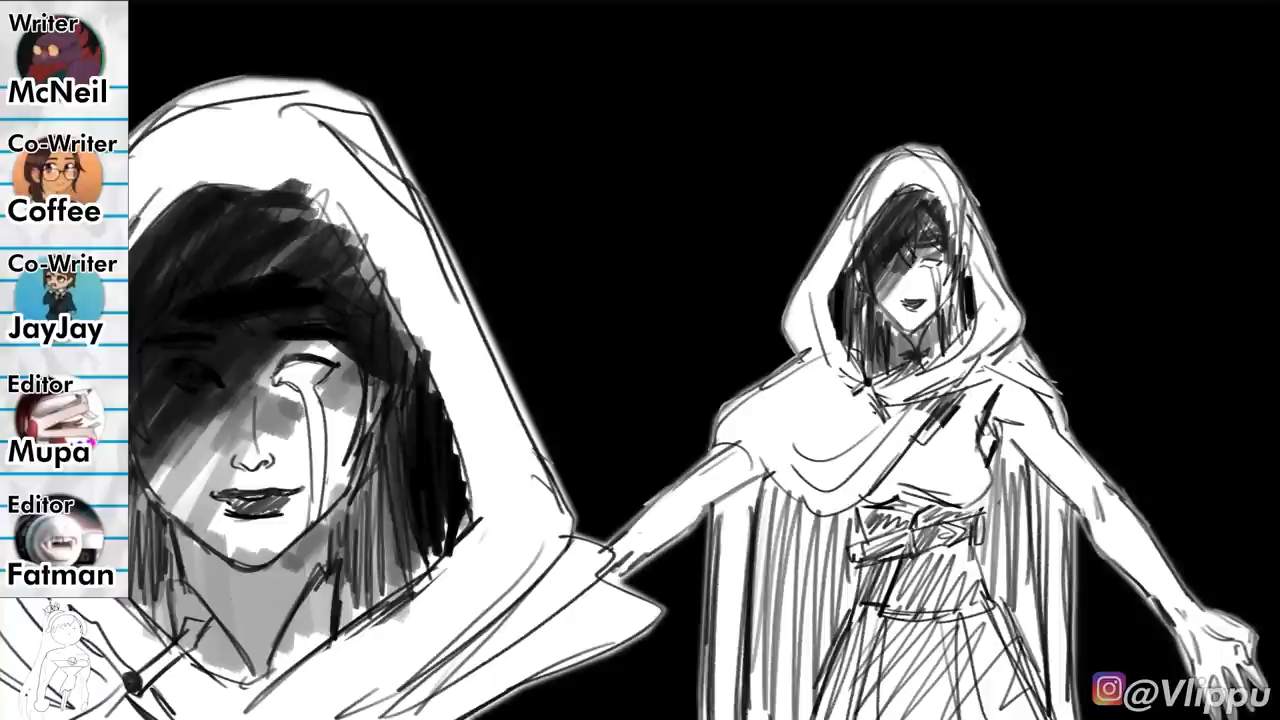 Writer
McNeil
Co-Writer
Coffee
Co-Writer
JayJay
Editor
Mupa
Editor
Fatman
@Vlippu